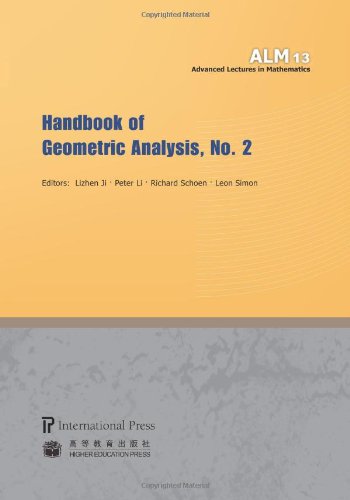 Copyrighted Material
ALM 13
Advanced Lectures in Mathematics
Handbook of
Geometric Analysis, No. 2
Editors: Lizhen Ji · Peter Li · Richard Schoen · Leon Simon
International Press
高等教育出版社
HIGHER EDUCATION PRESS
Copyrighted Material